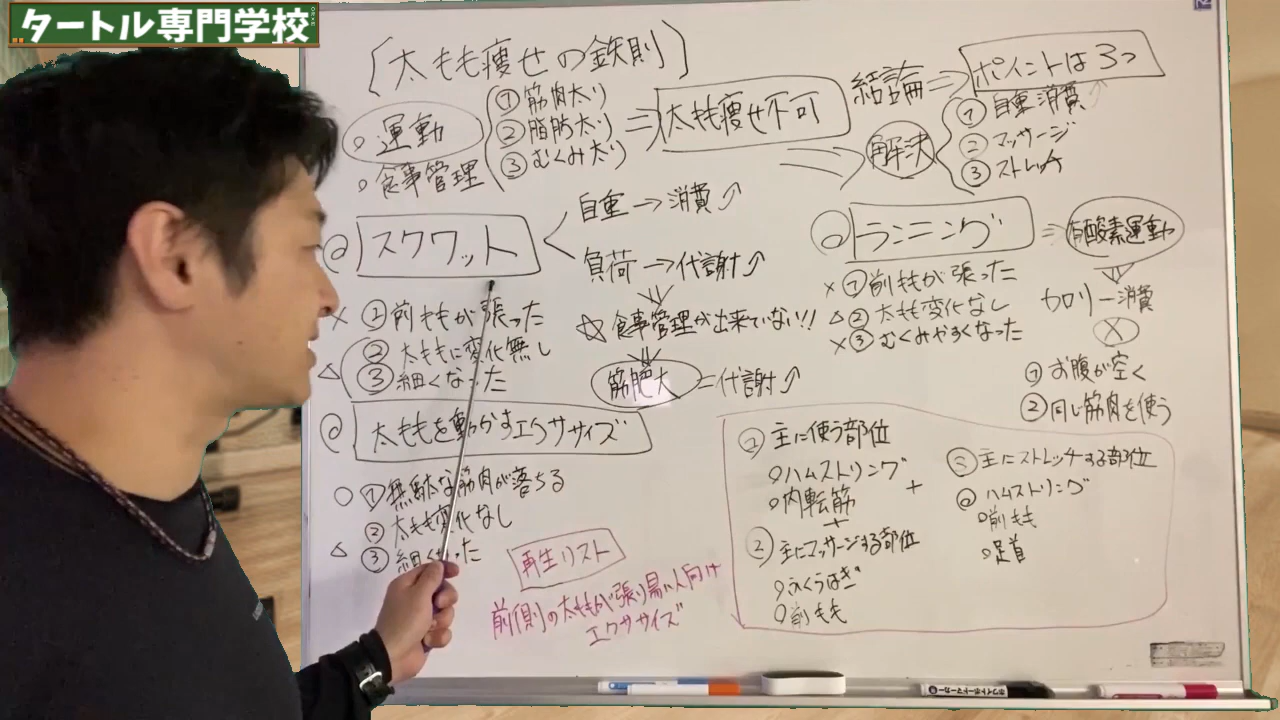 タートル専門学校
〔太もも痩せの鉄則〕
○運動
○食事管理
①筋肉太り
②脂肪太り
③むくみ太り
⇒ 太もも痩せ不可
結論⇒ ポイントは3つ
解決
①自重消費↗
②マッサージ
③ストレッチ
@ スクワット
自重→消費↗
負荷→代謝↗
☆食事管理が出来ていない!!
筋肥大 =代謝↗
× ①前ももが張った
②太ももに変化無し
△ ③細くなった
@ 太ももを動かすエクササイズ
○ ①無駄な筋肉が落ちる
②太もも変化なし
△ ③細くなった
再生リスト
前側の太ももが張り易い人向け
エクササイズ
ランニング ⇒ 有酸素運動
× ①前ももが張った
△ ②太もも変化なし
× ③むくみやすくなった
カロリー消費
×
①お腹が空く
②同じ筋肉を使う
①主に使う部位
○ハムストリング
○内転筋
+
②主にマッサージする部位
○ふくらはぎ
○前もも
+
③主にストレッチする部位
○ハムストリング
○前もも
○足首
ホワイトボードマーカー